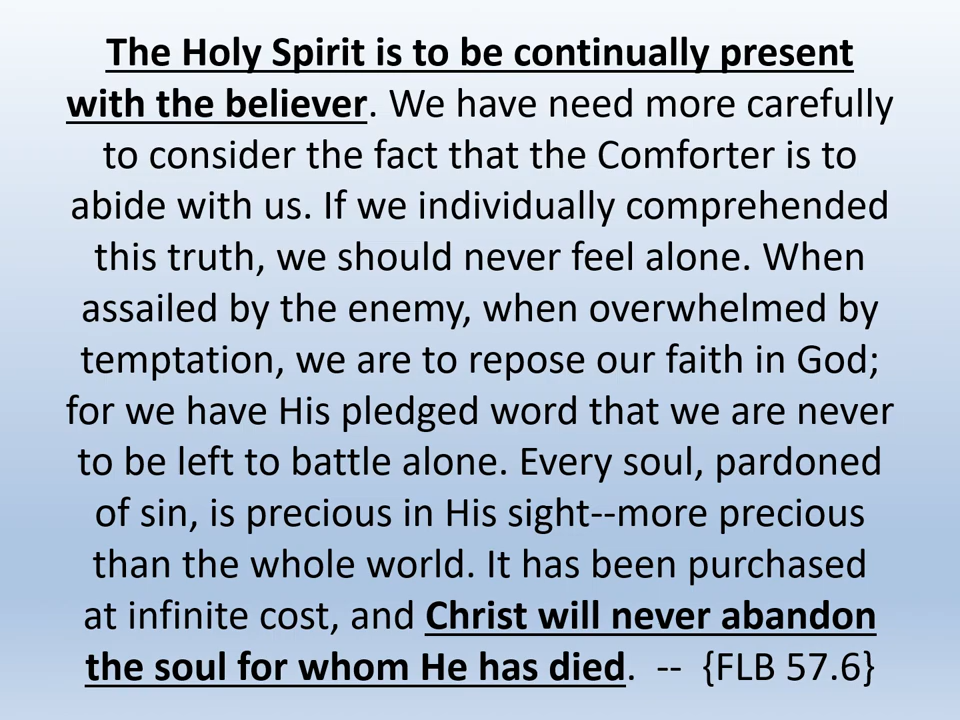 The Holy Spirit is to be continually present
with the believer. We have need more carefully
to consider the fact that the Comforter is to
abide with us. If we individually comprehended
this truth, we should never feel alone. When
assailed by the enemy, when overwhelmed by
temptation, we are to repose our faith in God;
for we have His pledged word that we are never
to be left to battle alone. Every soul, pardoned
of sin, is precious in His sight--more precious
than the whole world. It has been purchased
at infinite cost, and Christ will never abandon
the soul for whom He has died. -- {FLB 57.6}